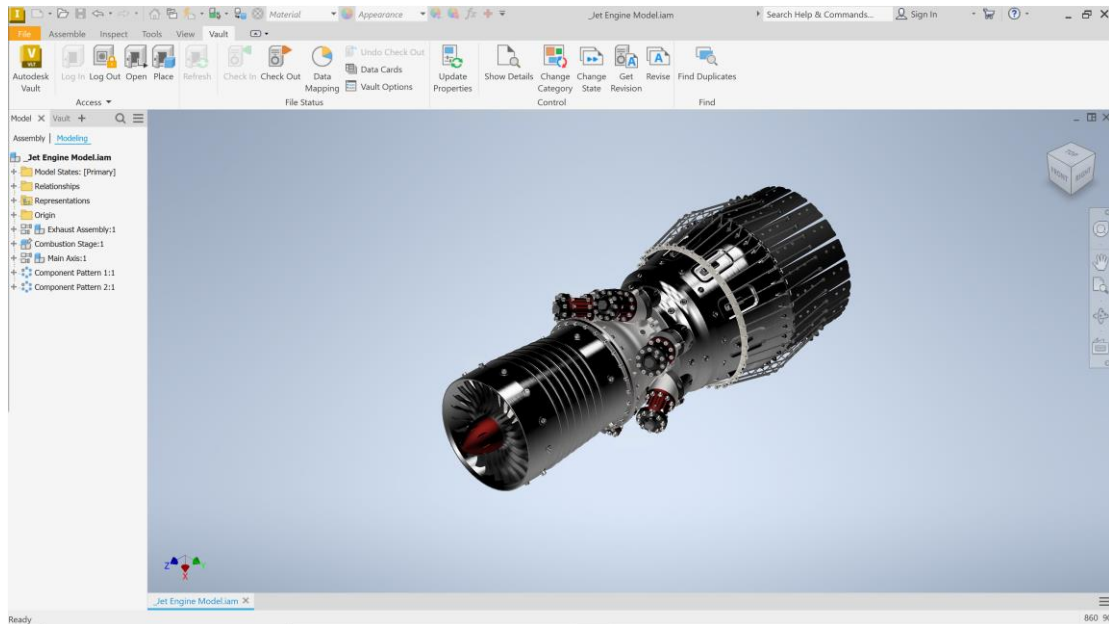 Material
Appearance
_Jet Engine Model.iam
Search Help & Commands...
Sign In
File Assemble Inspect Tools View Vault
Autodesk Vault
Log In
Log Out
Open
Place
Refresh
Check In
Check Out
Data Mapping
Undo Check Out
Data Cards
Vault Options
Update Properties
Show Details
Change Category
Change State
Get Revision
Revise
Find Duplicates
Access
File Status
Control
Find
Model
Vault
Assembly | Modeling
_Jet Engine Model.iam
Model States: [Primary]
Relationships
Representations
Origin
Exhaust Assembly:1
Combustion Stage:1
Main Axis:1
Component Pattern 1:1
Component Pattern 2:1
TOP
FRONT
RIGHT
Z
Y
X
_Jet Engine Model.iam
Ready
860